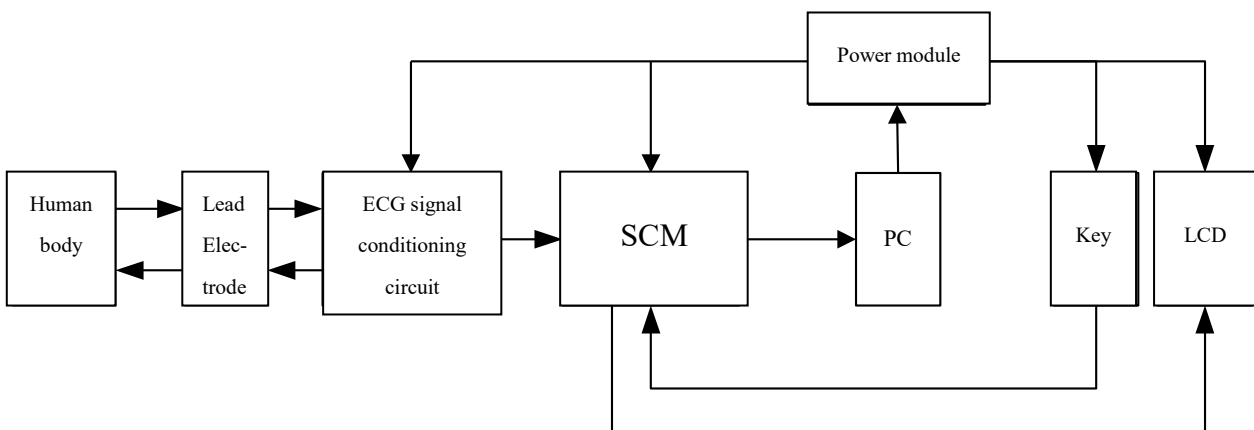 Power module
Human
body
Lead
Elec-
trode
ECG signal
conditioning
circuit
SCM
PC
Key
LCD